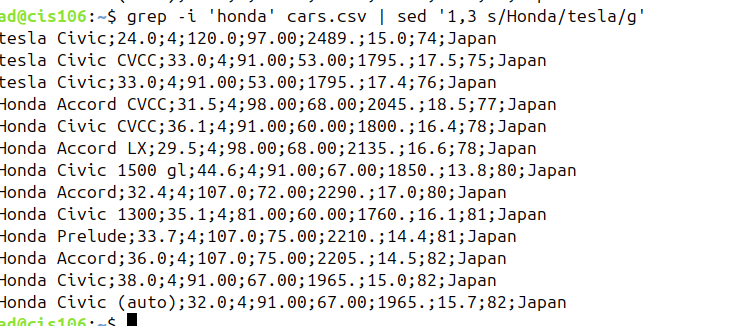 ad@cis106:~$ grep -i 'honda' cars.csv | sed '1,3 s/Honda/tesla/g'
tesla Civic;24.0;4;120.0;97.00;2489.;15.0;74;Japan
tesla Civic CVCC;33.0;4;91.00;53.00;1795.;17.5;75;Japan
tesla Civic;33.0;4;91.00;53.00;1795.;17.4;76;Japan
Honda Accord CVCC;31.5;4;98.00;68.00;2045.;18.5;77;Japan
Honda Civic CVCC;36.1;4;91.00;60.00;1800.;16.4;78;Japan
Honda Accord LX;29.5;4;98.00;68.00;2135.;16.6;78;Japan
Honda Civic 1500 gl;44.6;4;91.00;67.00;1850.;13.8;80;Japan
Honda Accord;32.4;4;107.0;72.00;2290.;17.0;80;Japan
Honda Civic 1300;35.1;4;81.00;60.00;1760.;16.1;81;Japan
Honda Prelude;33.7;4;107.0;75.00;2210.;14.4;81;Japan
Honda Accord;36.0;4;107.0;75.00;2205.;14.5;82;Japan
Honda Civic;38.0;4;91.00;67.00;1965.;15.0;82;Japan
Honda Civic (auto);32.0;4;91.00;67.00;1965.;15.7;82;Japan
ad@cis106:~$